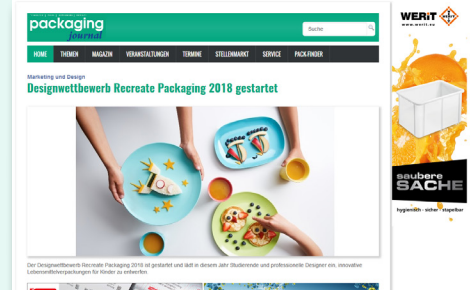 packaging
journal
Suche
HOME THEMEN MAGAZIN VERANSTALTUNGEN TERMINE STELLENMARKT SERVICE PACK-FINDER
Marketing und Design
Designwettbewerb Recreate Packaging 2018 gestartet
Der Designwettbewerb Recreate Packaging 2018 ist gestartet und lädt in diesem Jahr Studierende und professionelle Designer ein, innovative
Lebensmittelverpackungen für Kinder zu entwerfen
WERIT
www.werit.eu
saubere
SACHE
hygienisch - sicher - stapelbar